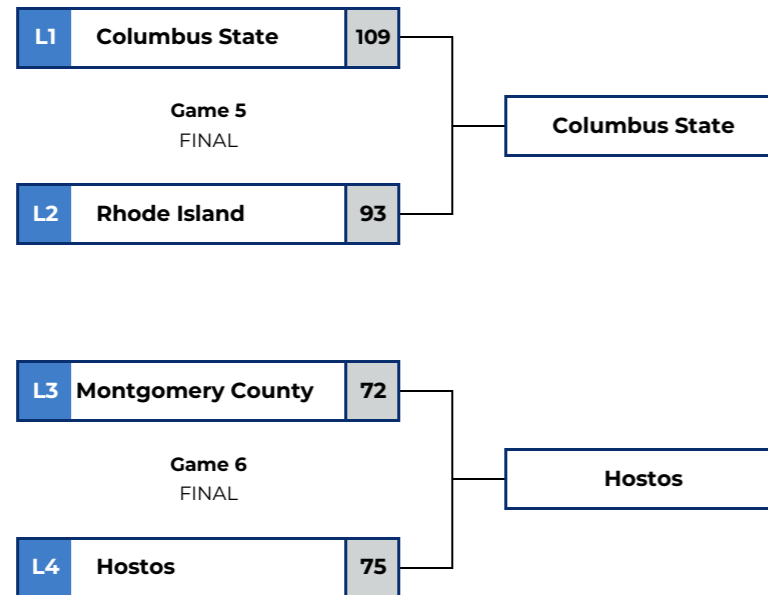 L1 Columbus State 109
Game 5
FINAL
Columbus State
L2 Rhode Island 93
L3 Montgomery County 72
Game 6
FINAL
Hostos
L4 Hostos 75